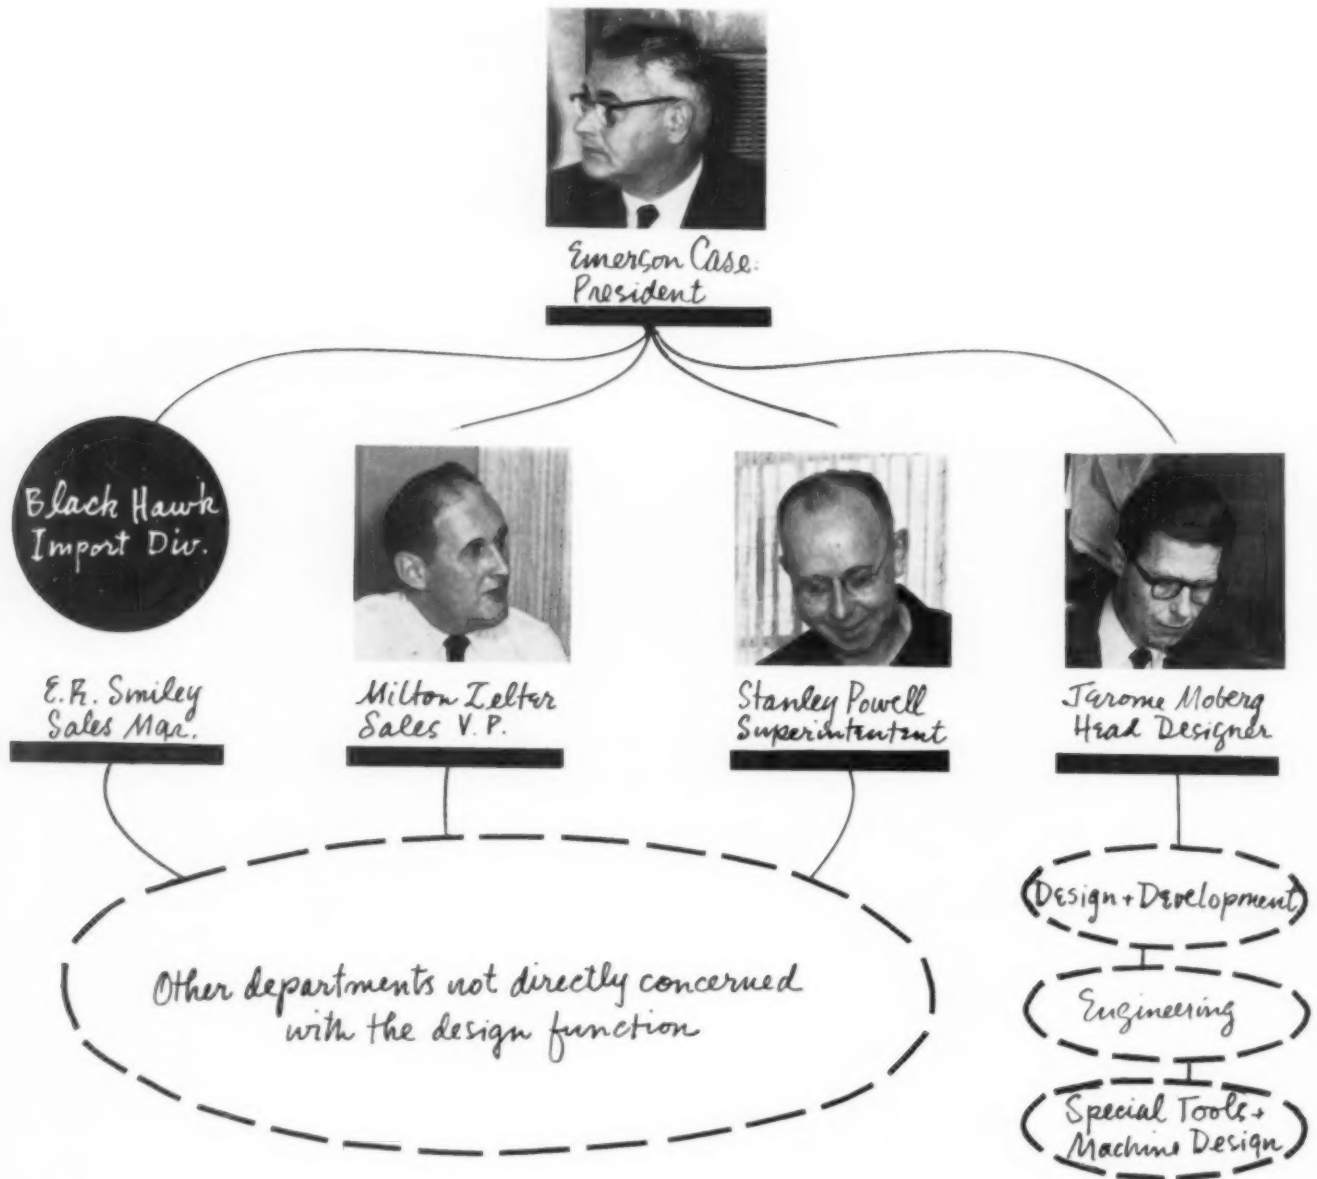 Emerson Case.
President
Black Hawk
Import Div.
E.R. Smiley
Sales Mgr.
Milton Zelter
Sales V.P.
Stanley Powell
Superintentent
Jerome Moberg
Head Designer
Design + Development
Other departments not directly concerned
with the design function
Engineering
Special Tools +
Machine Design